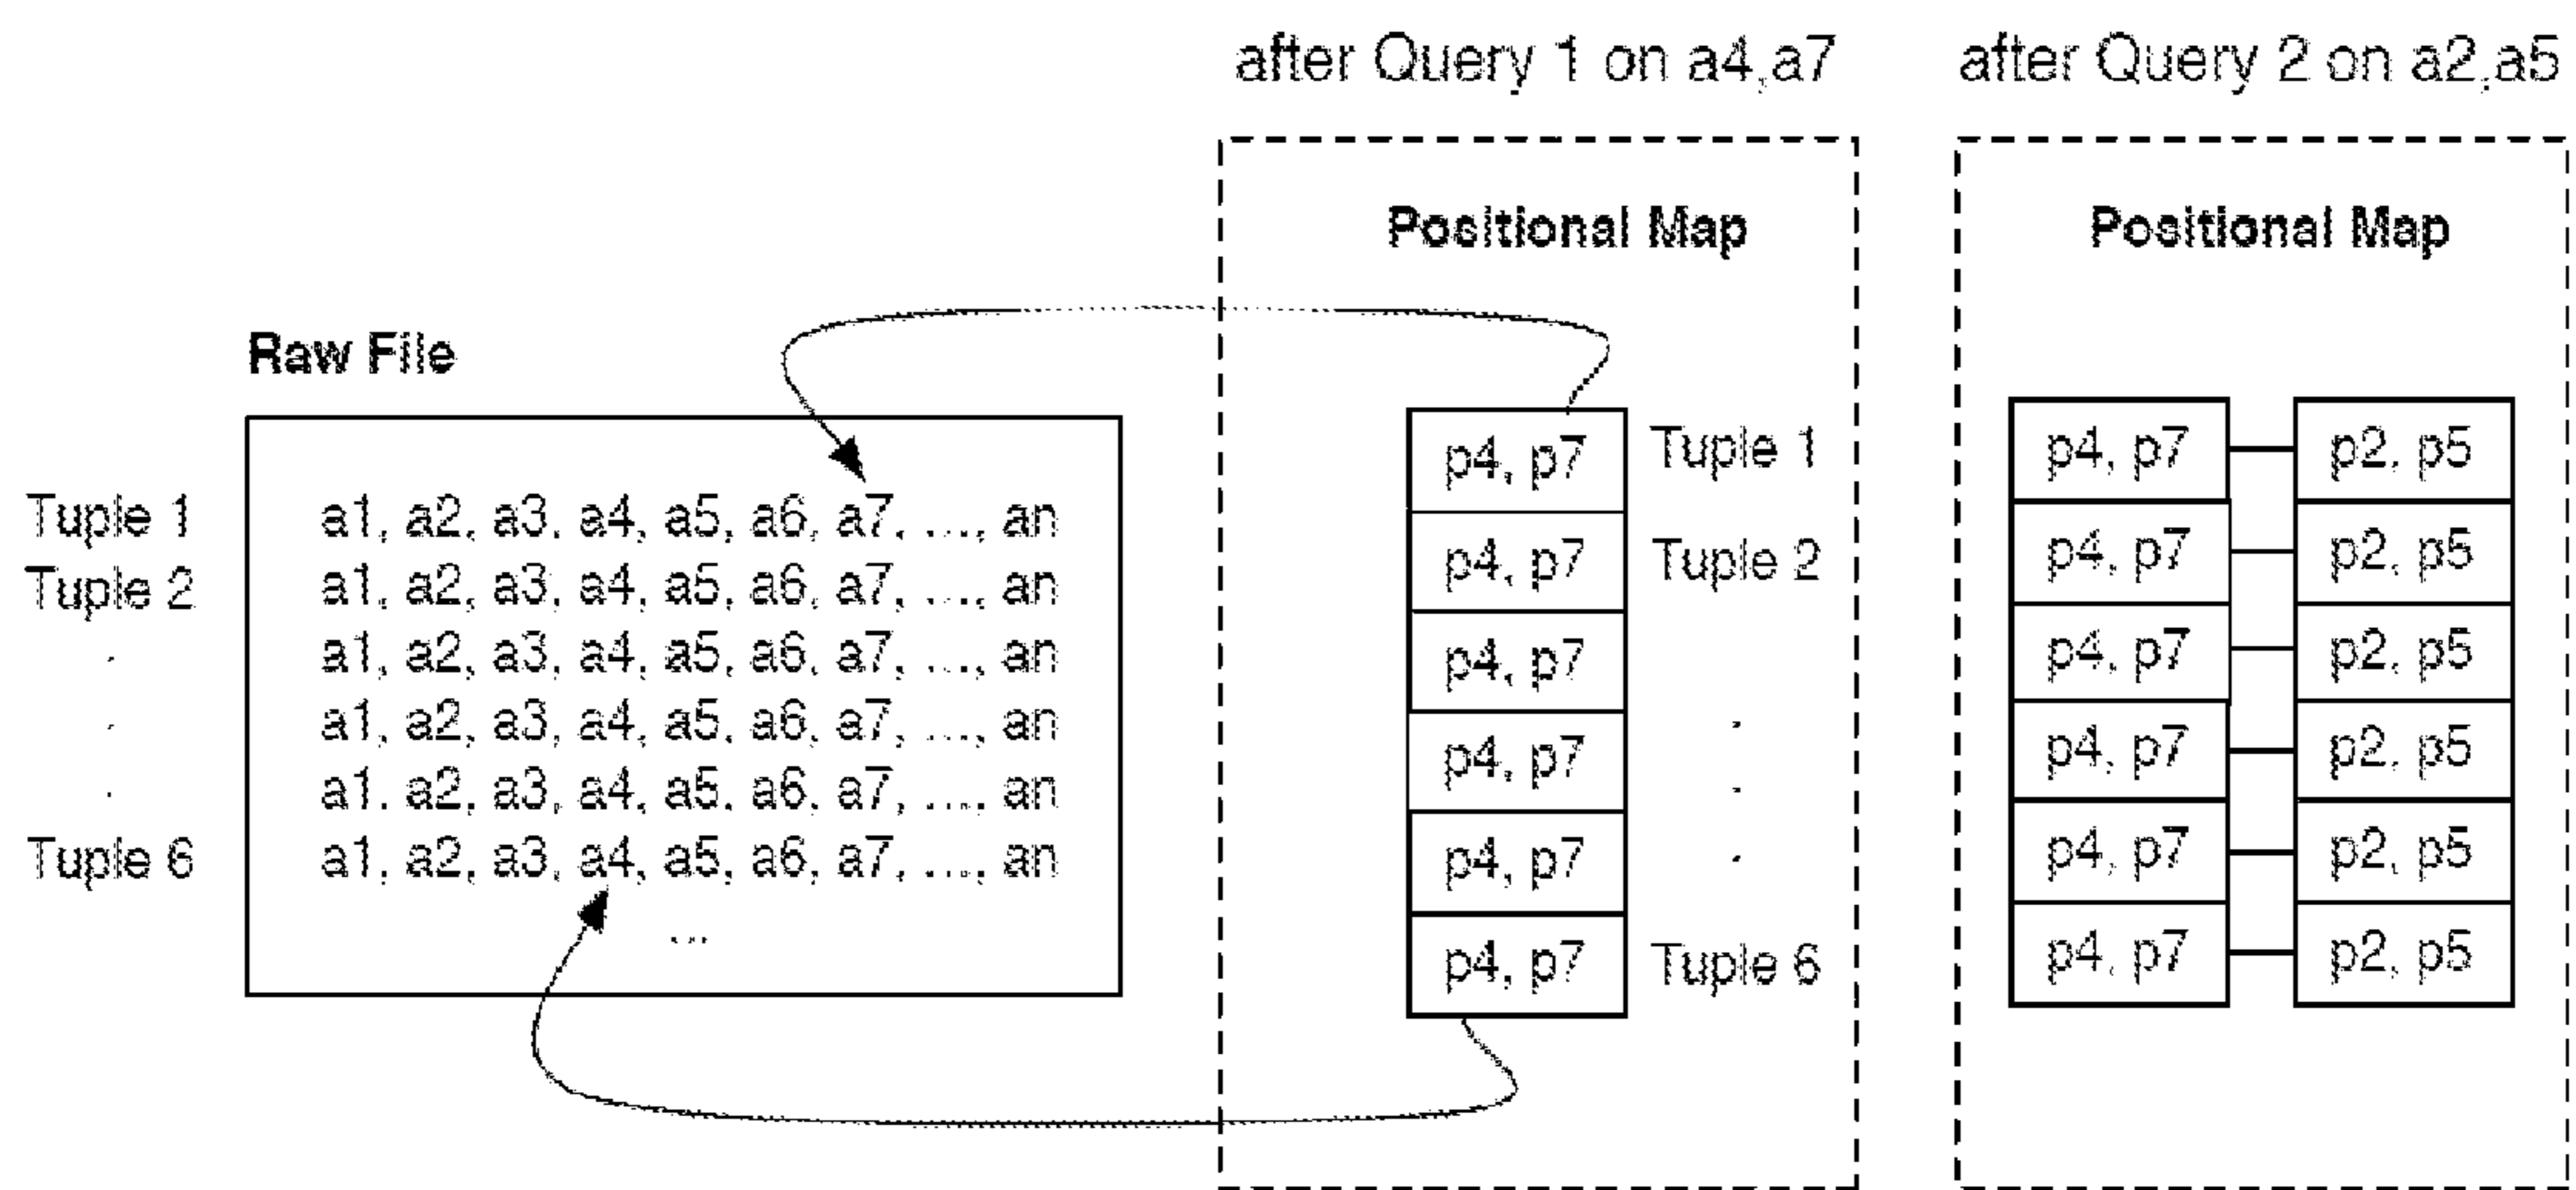 after Query 1 on a4,a7
after Query 2 on a2,a5
Positional Map
Positional Map
Raw File
Tuple 1 a1, a2, a3, a4, a5, a6, a7, ..., an
Tuple 2 a1, a2, a3, a4, a5, a6, a7, ..., an
. a1, a2, a3, a4, a5, a6, a7, ..., an
. a1, a2, a3, a4, a5, a6, a7, ..., an
. a1, a2, a3, a4, a5, a6, a7, ..., an
Tuple 6 a1, a2, a3, a4, a5, a6, a7, ..., an
...
p4, p7 Tuple 1
p4, p7 Tuple 2
p4, p7
p4, p7 .
p4, p7 .
p4, p7 Tuple 6
p4, p7 p2, p5
p4, p7 p2, p5
p4, p7 p2, p5
p4, p7 p2, p5
p4, p7 p2, p5
p4, p7 p2, p5